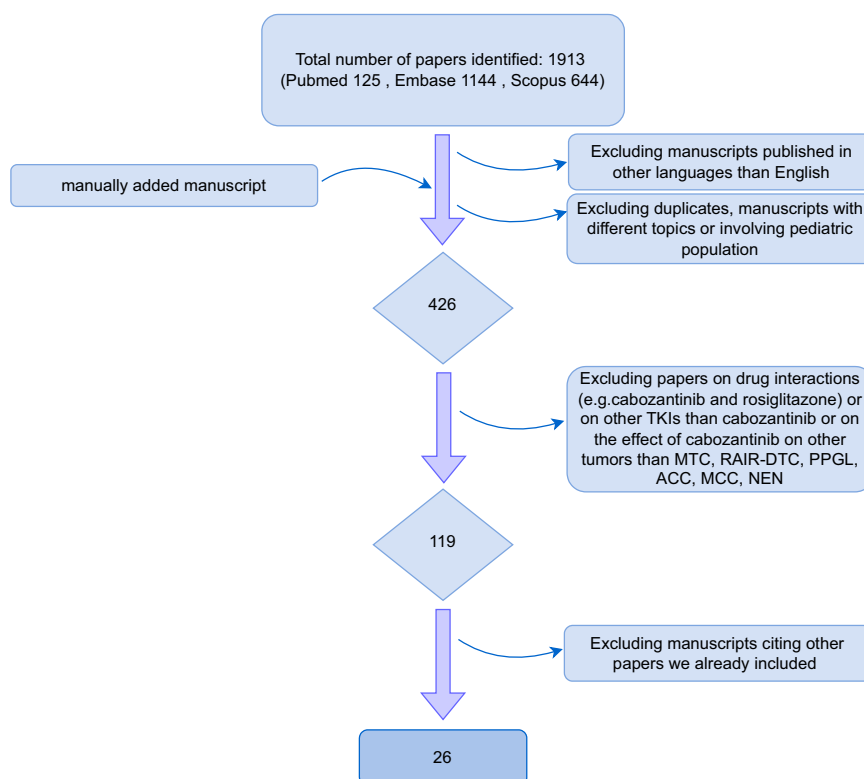 Total number of papers identified: 1913
(Pubmed 125 , Embase 1144 , Scopus 644)
Excluding manuscripts published in
other languages than English
manually added manuscript
Excluding duplicates, manuscripts with
different topics or involving pediatric
population
426
Excluding papers on drug interactions
(e.g.cabozantinib and rosiglitazone) or
on other TKIs than cabozantinib or on
the effect of cabozantinib on other
tumors than MTC, RAIR-DTC, PPGL,
ACC, MCC, NEN
119
Excluding manuscripts citing other
papers we already included
26